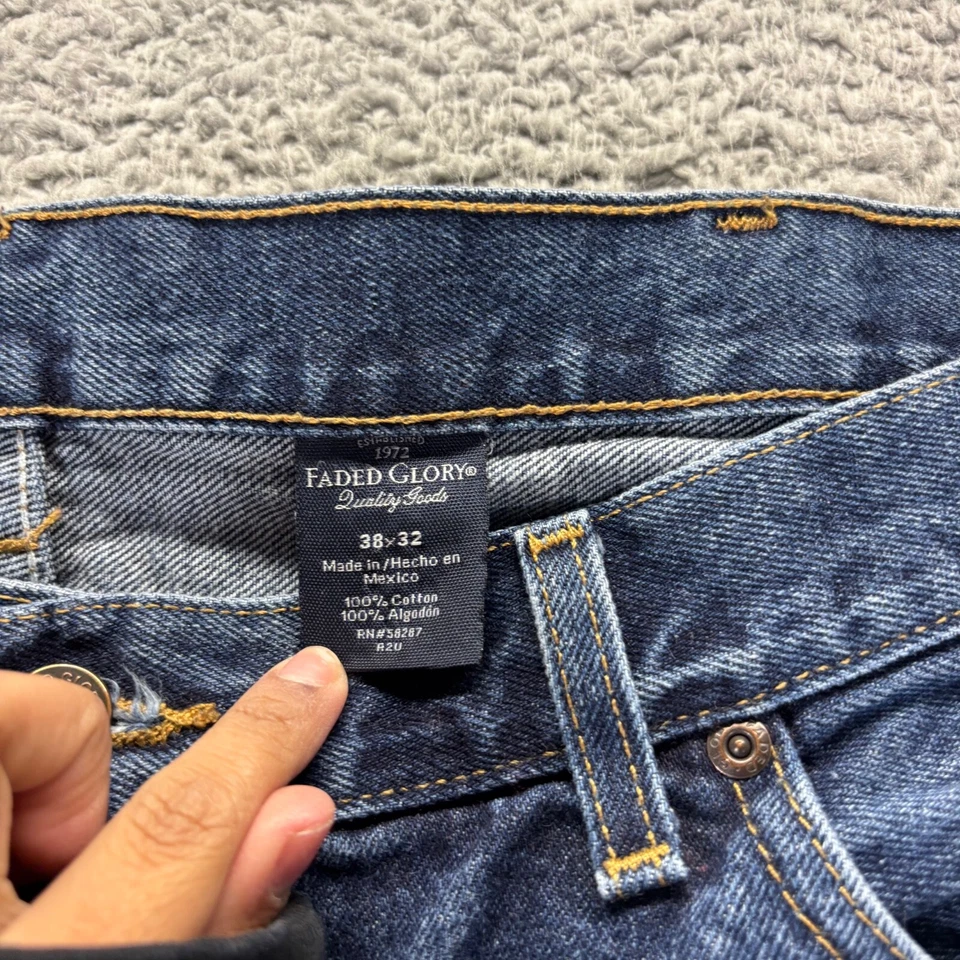 ESTABLISHED
1972
FADED GLORY®
Quality Goods
38x32
Made in/Hecho en
Mexico
100% Cotton
100% Algodón
RN#58287
R2U